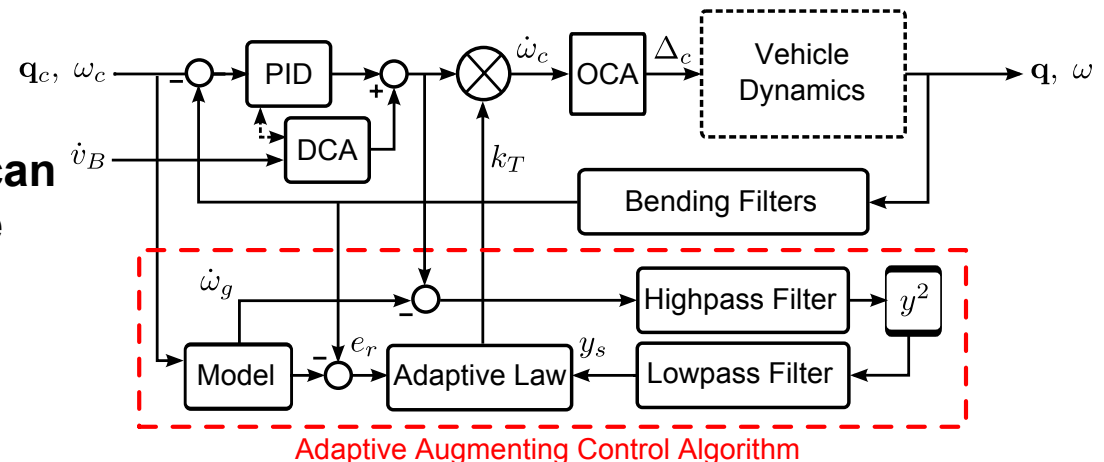 q_c, ω_c
PID
ω̇_c
OCA
Δ_c
Vehicle
Dynamics
q, ω
can
v̇_B
DCA
k_T
Bending Filters
ω̇_g
Highpass Filter
y²
Model
e_r
Adaptive Law
y_s
Lowpass Filter
Adaptive Augmenting Control Algorithm